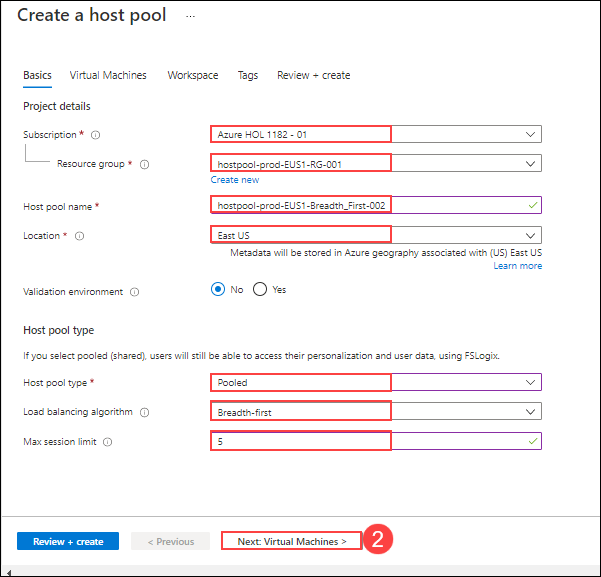 Create a host pool ...
Basics Virtual Machines Workspace Tags Review + create
Project details
Subscription * Azure HOL 1182 - 01
Resource group * hostpool-prod-EUS1-RG-001
Create new
Host pool name * hostpool-prod-EUS1-Breadth_First-002
Location * East US
Metadata will be stored in Azure geography associated with (US) East US
Learn more
Validation environment No Yes
Host pool type
If you select pooled (shared), users will still be able to access their personalization and user data, using FSLogix.
Host pool type * Pooled
Load balancing algorithm Breadth-first
Max session limit 5
Review + create < Previous Next: Virtual Machines > 2